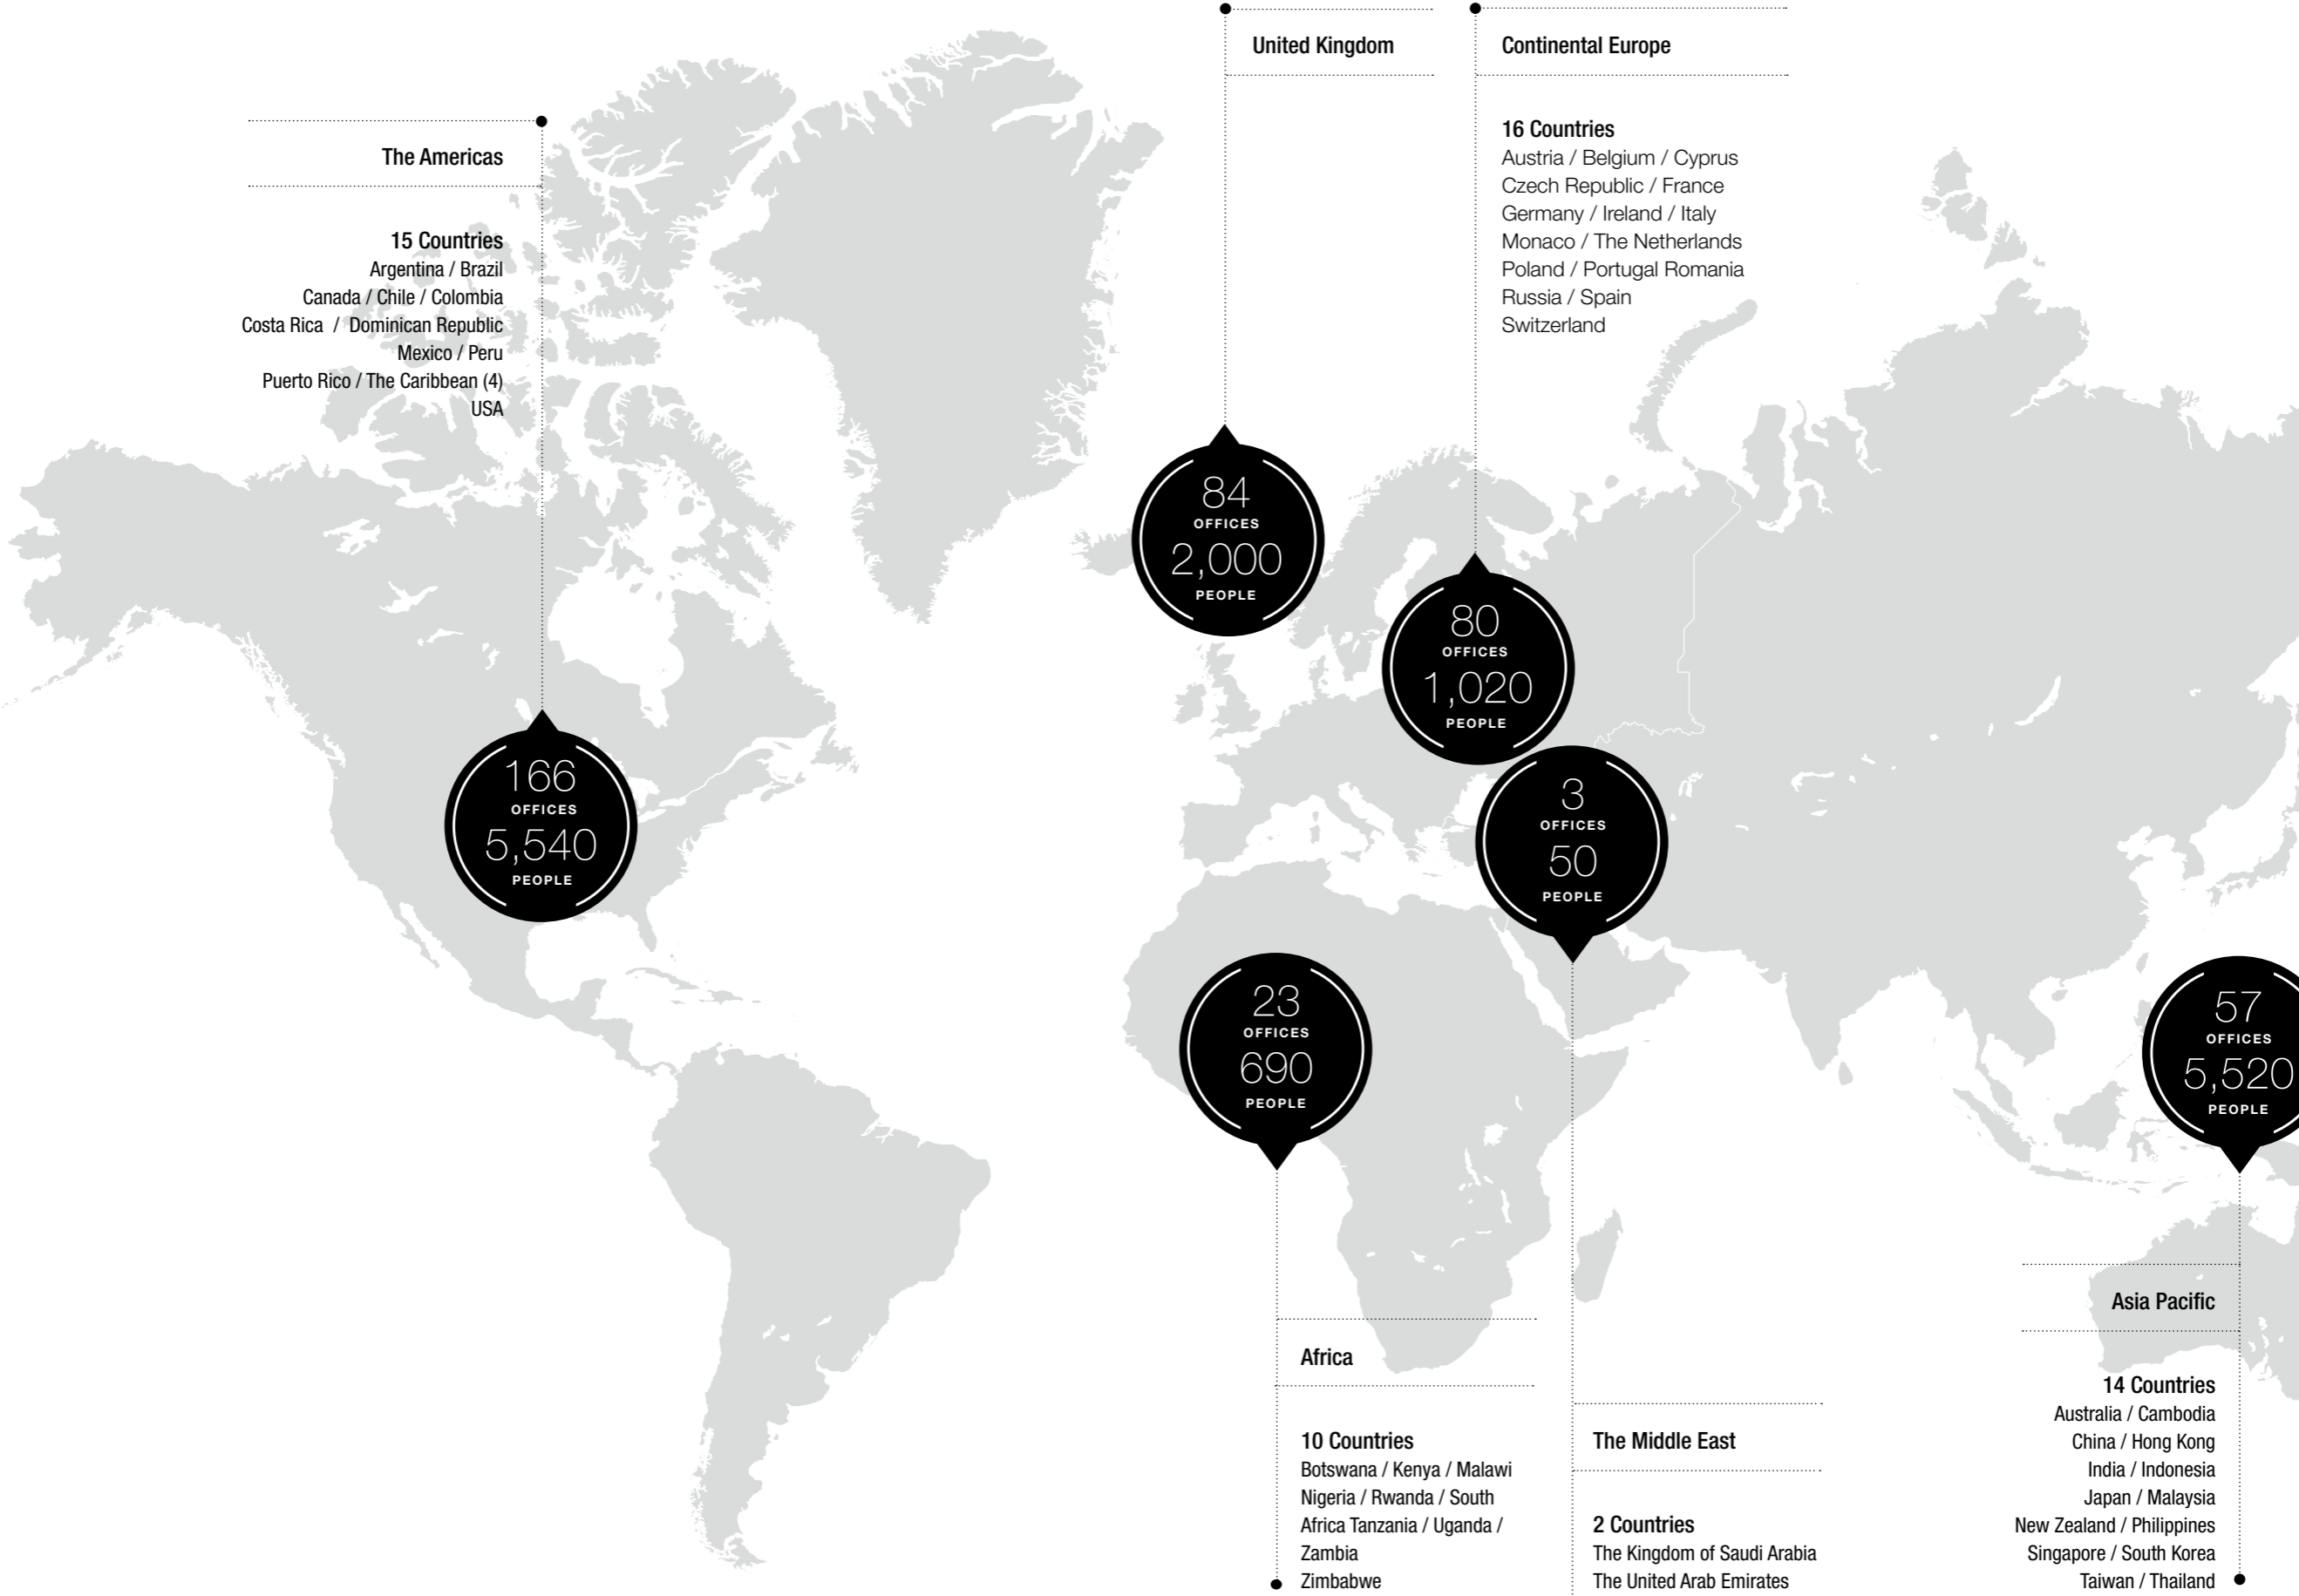 United Kingdom
Continental Europe
16 Countries
Austria / Belgium / Cyprus
Czech Republic / France
Germany / Ireland / Italy
Monaco / The Netherlands
Poland / Portugal Romania
Russia / Spain
Switzerland
The Americas
15 Countries
Argentina / Brazil
Canada / Chile / Colombia
Costa Rica / Dominican Republic
Mexico / Peru
Puerto Rico / The Caribbean (4)
USA
84
OFFICES
2,000
PEOPLE
80
OFFICES
1,020
PEOPLE
166
OFFICES
5,540
PEOPLE
3
OFFICES
50
PEOPLE
23
OFFICES
690
PEOPLE
57
OFFICES
5,520
PEOPLE
Africa
10 Countries
Botswana / Kenya / Malawi
Nigeria / Rwanda / South
Africa Tanzania / Uganda /
Zambia
Zimbabwe
The Middle East
2 Countries
The Kingdom of Saudi Arabia
The United Arab Emirates
Asia Pacific
14 Countries
Australia / Cambodia
China / Hong Kong
India / Indonesia
Japan / Malaysia
New Zealand / Philippines
Singapore / South Korea
Taiwan / Thailand